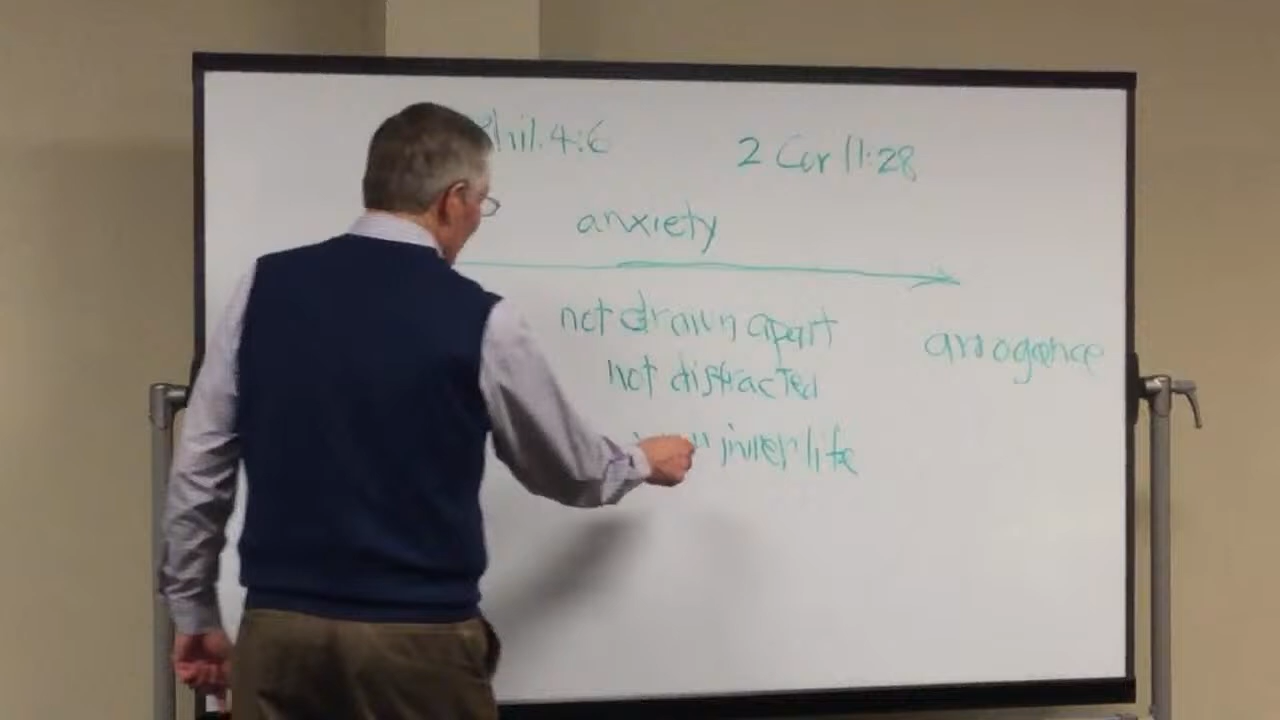 Phil. 4:6
2 Cor 11:28
anxiety
not drawn apart
not distracted
arrogance
inner life